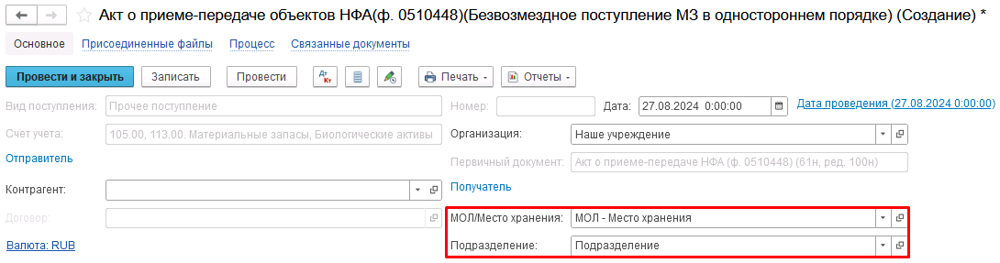 Акт о приеме-передаче объектов НФА(ф. 0510448)(Безвозмездное поступление МЗ в одностороннем порядке) (Создание) *
Основное Присоединенные файлы Процесс Связанные документы
Провести и закрыть Записать Провести Дт Кт Печать Отчеты
Вид поступления: Прочее поступление Номер: Дата: 27.08.2024 0:00:00 Дата проведения (27.08.2024 0:00:00)
Счет учета: 105.00, 113.00. Материальные запасы, Биологические активы Организация: Наше учреждение
Отправитель Первичный документ: Акт о приеме-передаче НФА (ф. 0510448) (61н, ред. 100н)
Контрагент: Получатель
Договор: МОЛ/Место хранения: МОЛ - Место хранения
Валюта: RUB Подразделение: Подразделение